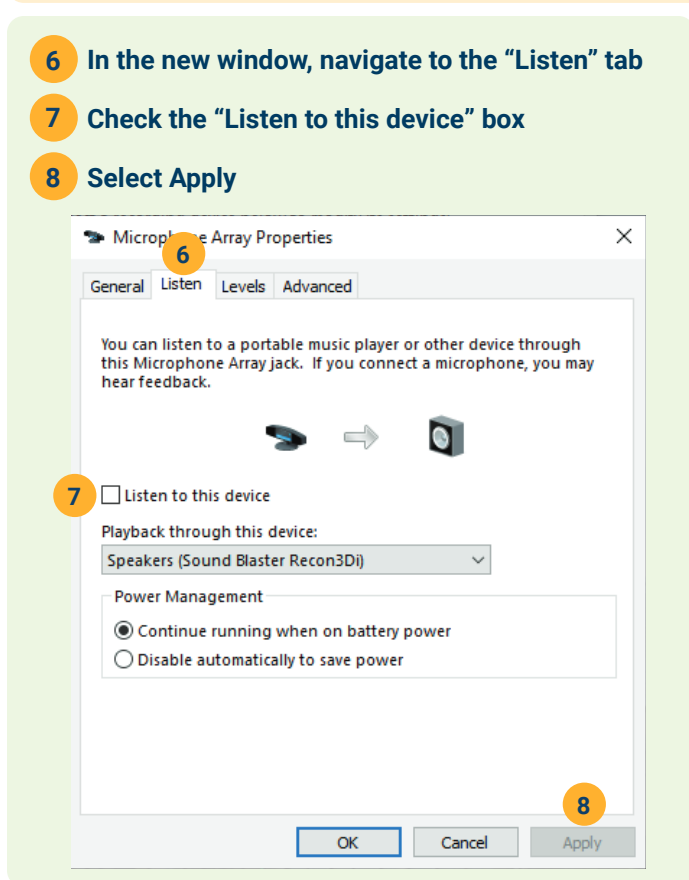 6 In the new window, navigate to the “Listen” tab
7 Check the “Listen to this device” box
8 Select Apply
Microphone Array Properties
6
General Listen Levels Advanced
You can listen to a portable music player or other device through
this Microphone Array jack. If you connect a microphone, you may
hear feedback.
7 Listen to this device
Playback through this device:
Speakers (Sound Blaster Recon3Di)
Power Management
Continue running when on battery power
Disable automatically to save power
8
OK Cancel Apply